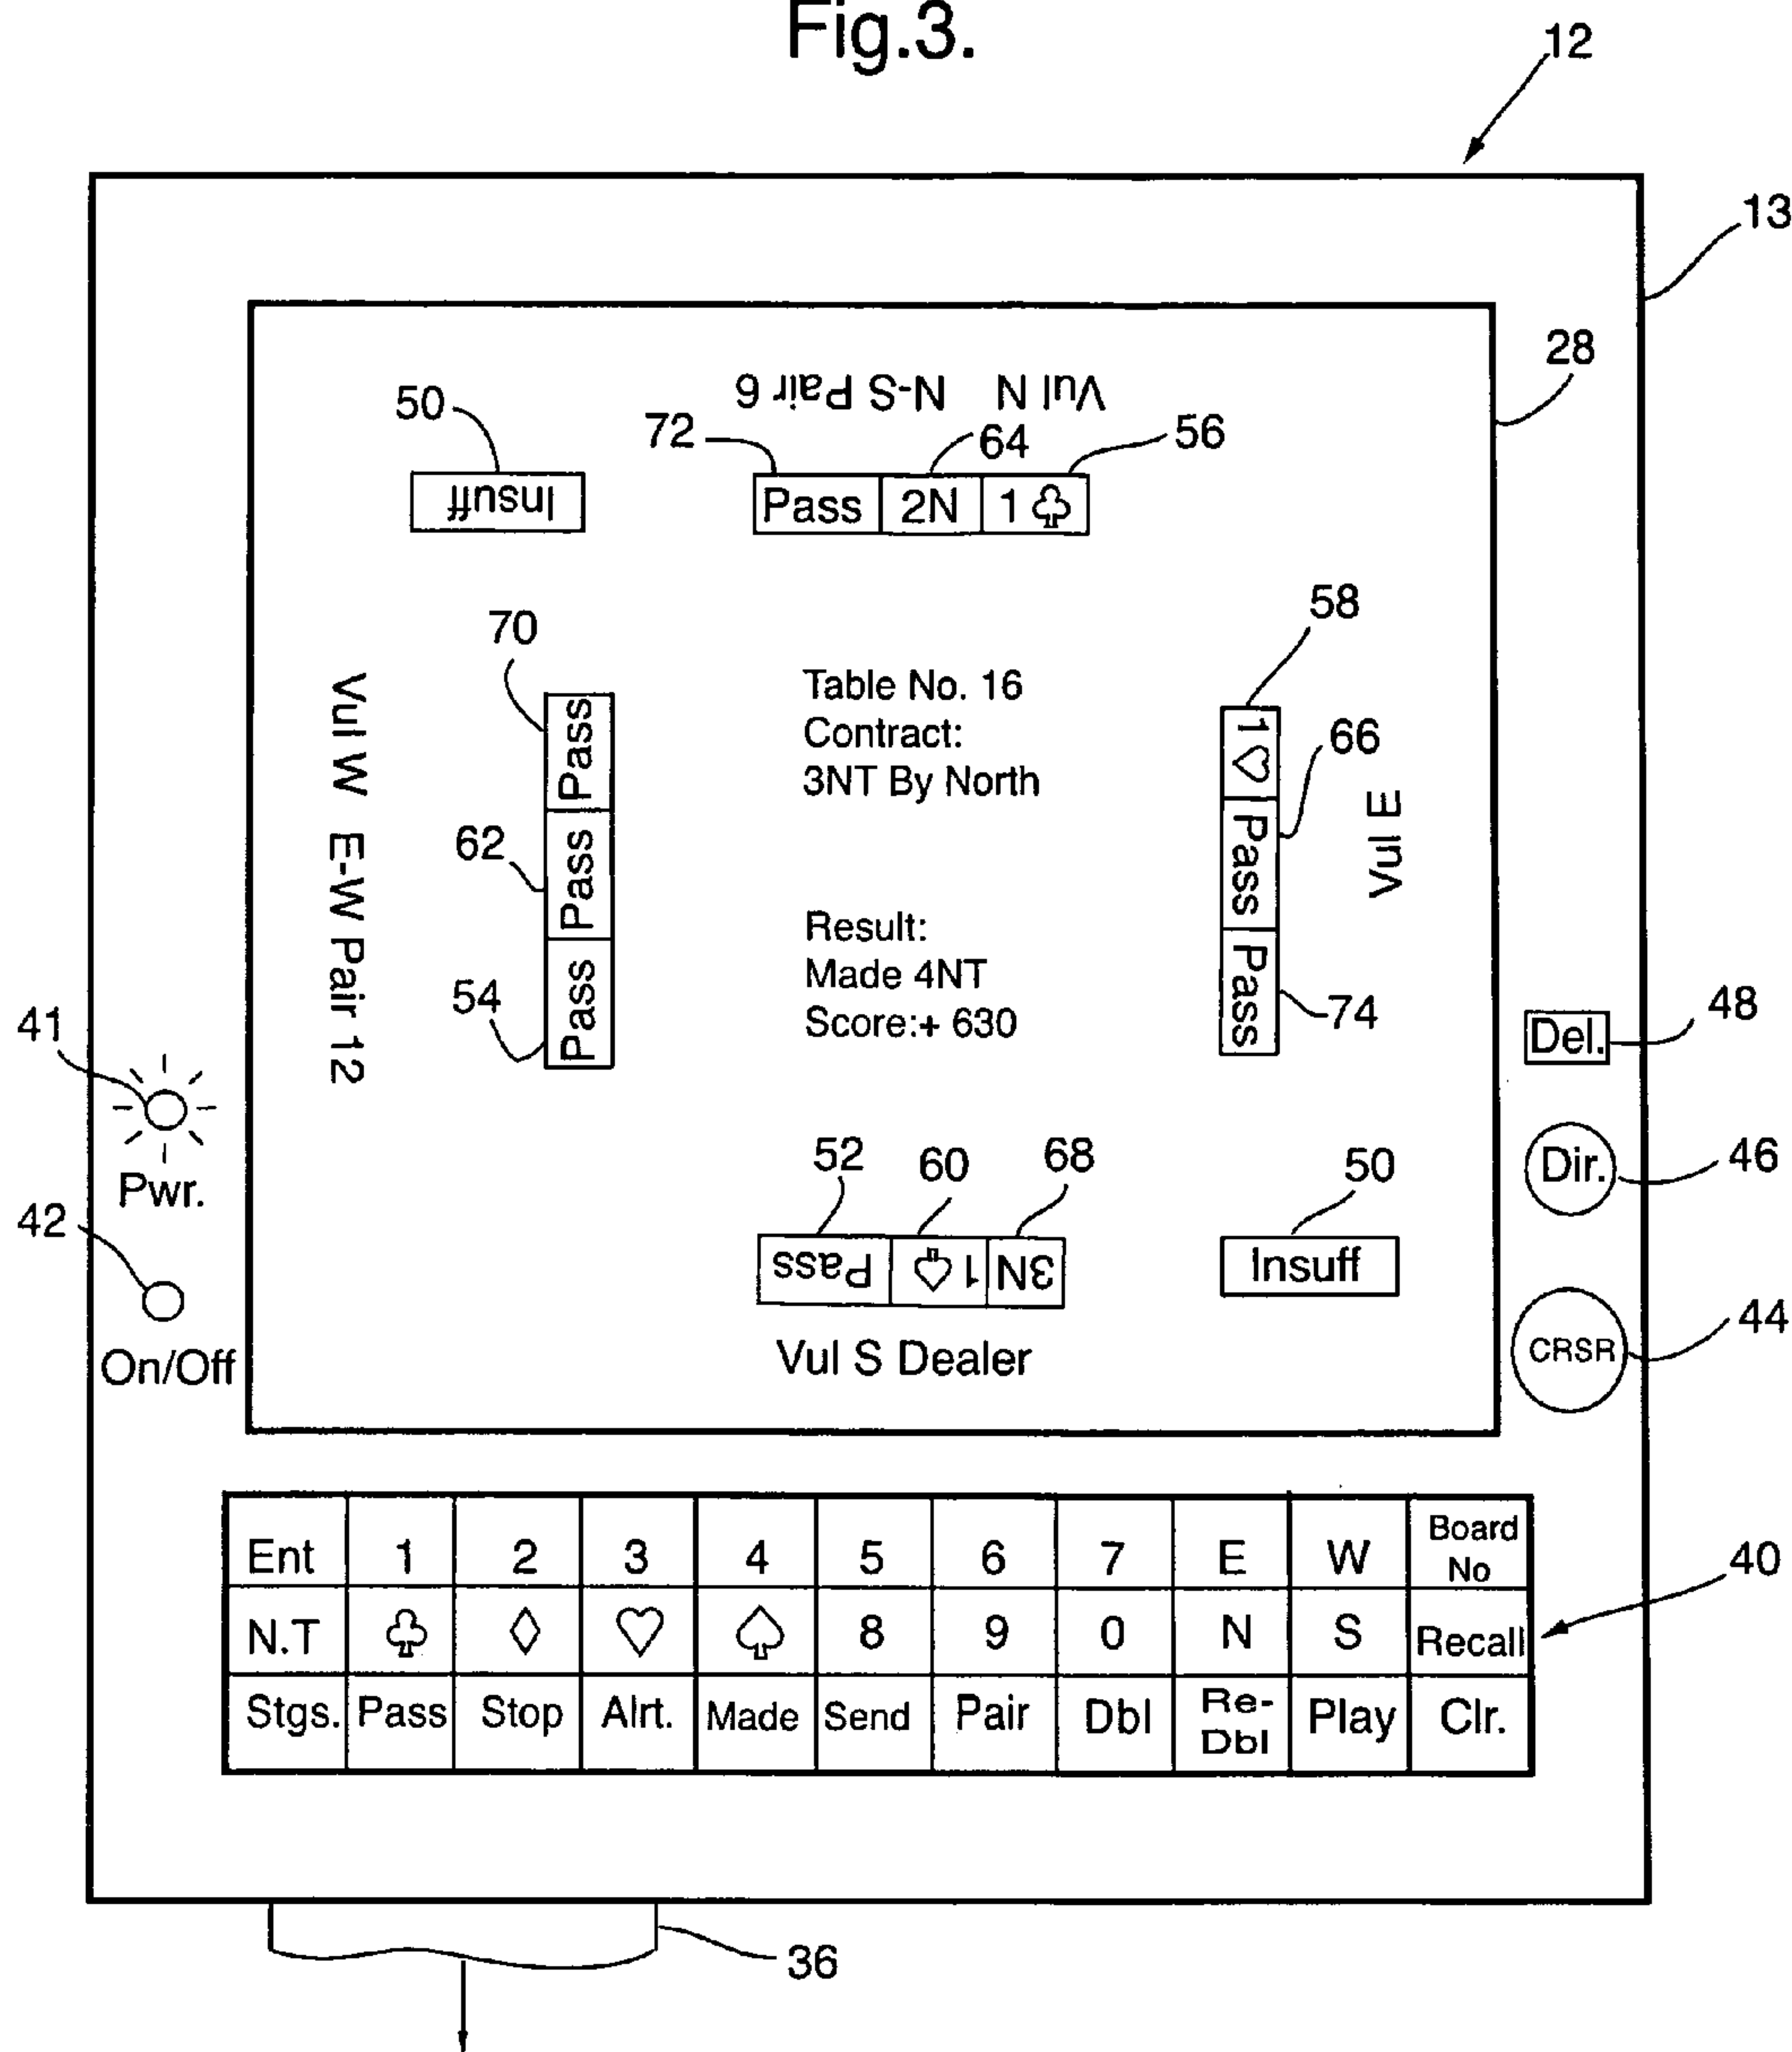 Fig.3.
12
13
28
Vul N N-S Pair 6
50
72
64
56
Insuff
Pass 2N 1♧
70
58
66
Vul W E-W Pair 12
Pass
Pass
Pass
62
54
Table No. 16
Contract:
3NT By North
Result:
Made 4NT
Score:+ 630
1♡
Pass
Pass
Vul E
74
41
Pwr.
42
On/Off
48
Del.
46
Dir.
44
CRSR
52
60
68
50
Pass 1♤ 3N
Insuff
Vul S Dealer
Ent 1 2 3 4 5 6 7 E W Board No
N.T ♧ ♢ ♡ ♤ 8 9 0 N S Recall
Stgs. Pass Stop Alrt. Made Send Pair Dbl Re-Dbl Play Clr.
40
36